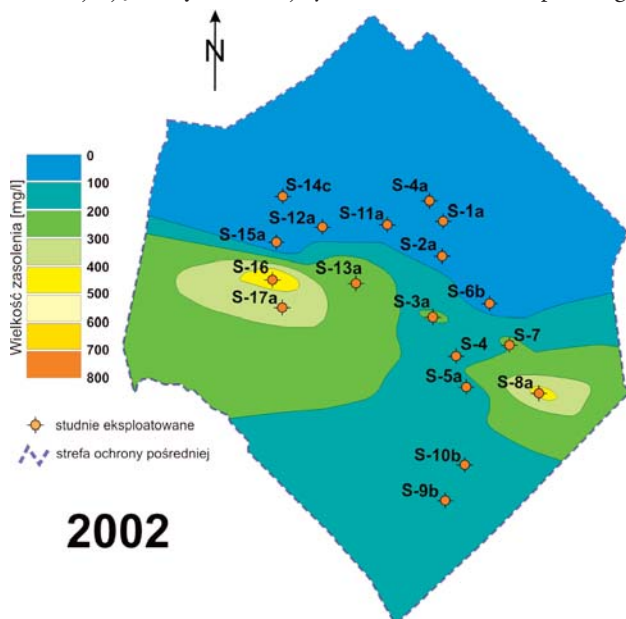 N
Wielkość zasolenia [mg/l]
0
100
200
300
400
500
600
700
800
S-14c
S-4a
S-12a
S-11a
S-1a
S-15a
S-2a
S-16
S-13a
S-17a
S-3a
S-6b
S-4
S-7
S-5a
S-8a
S-10b
S-9b
studnie eksploatowane
strefa ochrony pośredniej
2002